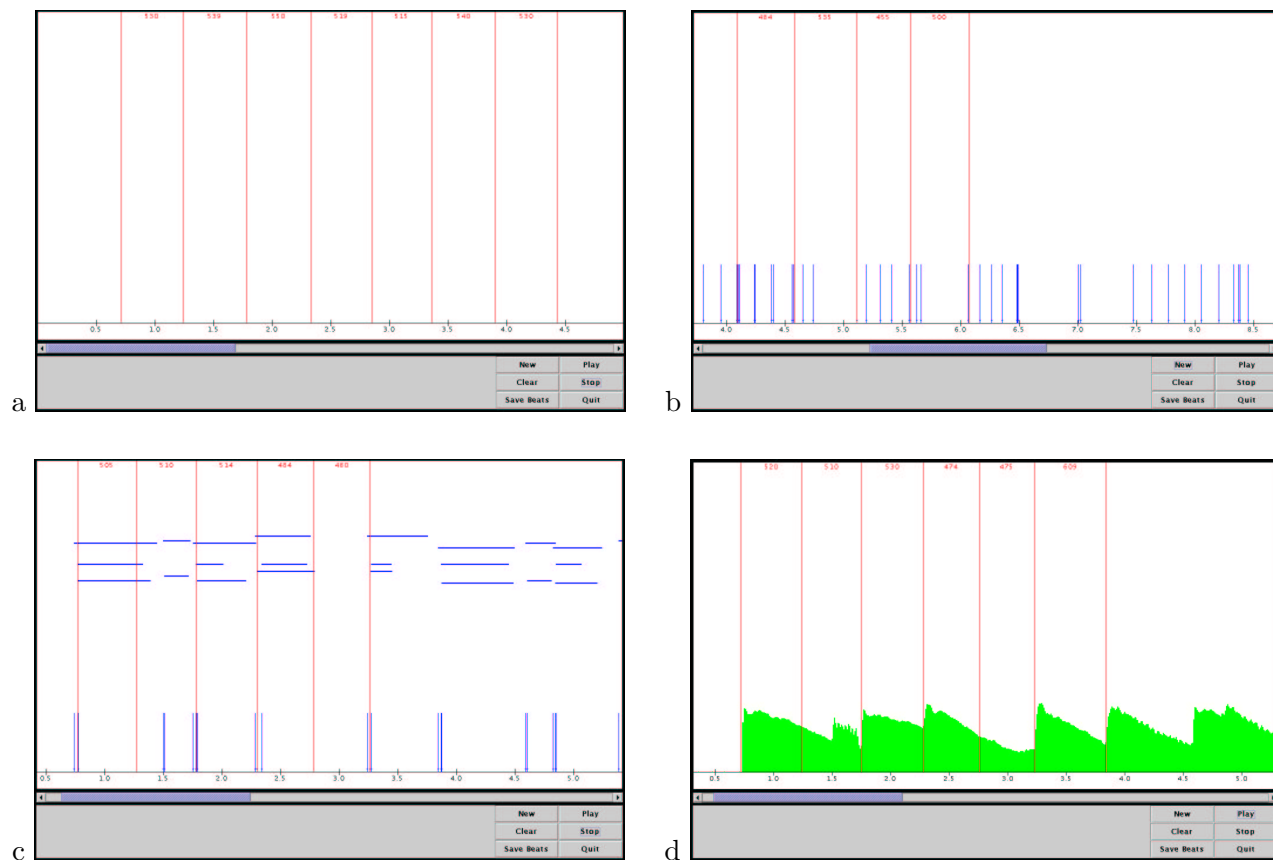 530 539 550 519 515 540 530
0.5 1.0 1.5 2.0 2.5 3.0 3.5 4.0 4.5
New Play
Clear Stop
Save Beats Quit
a
484 535 455 500
4.0 4.5 5.0 5.5 6.0 6.5 7.0 7.5 8.0 8.5
New Play
Clear Stop
Save Beats Quit
b
506 510 514 484 480
0.5 1.0 1.5 2.0 2.5 3.0 3.5 4.0 4.5 5.0
New Play
Clear Stop
Save Beats Quit
c
520 510 530 474 475 609
0.5 1.0 1.5 2.0 2.5 3.0 3.5 4.0 4.5 5.0
New Play
Clear Stop
Save Beats Quit
d